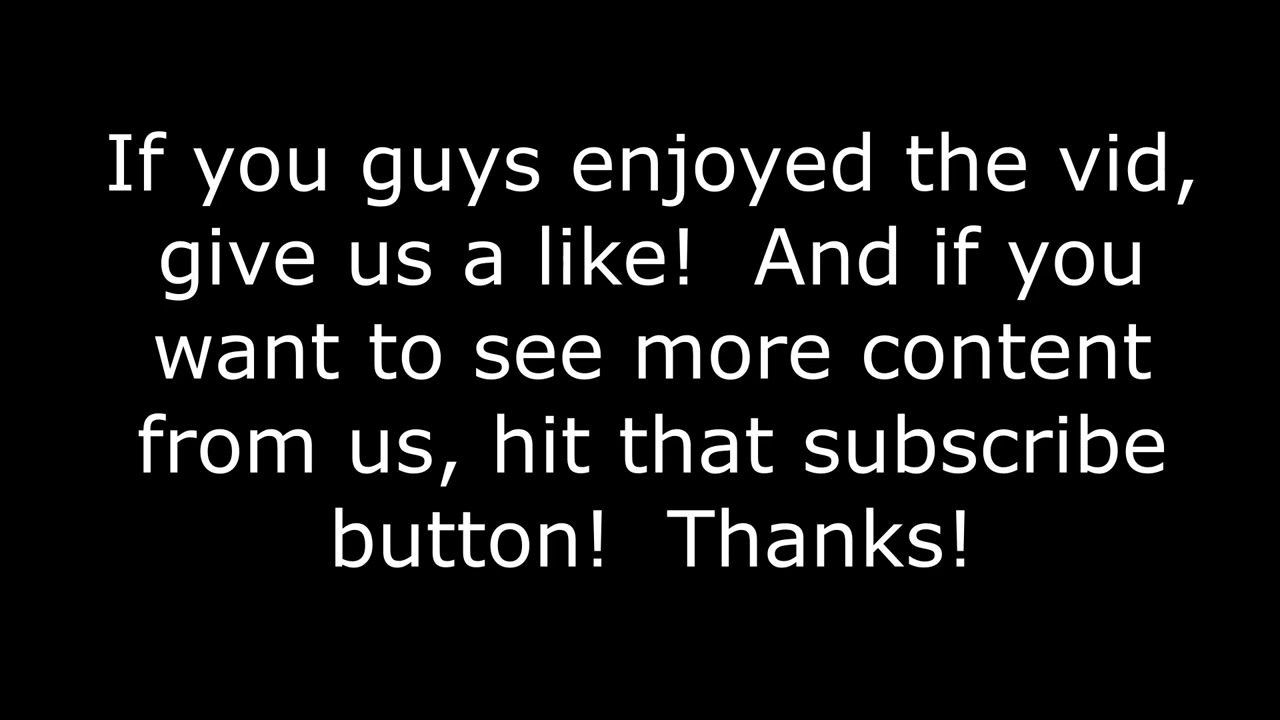 If you guys enjoyed the vid,
give us a like!  And if you
want to see more content
from us, hit that subscribe
button!  Thanks!